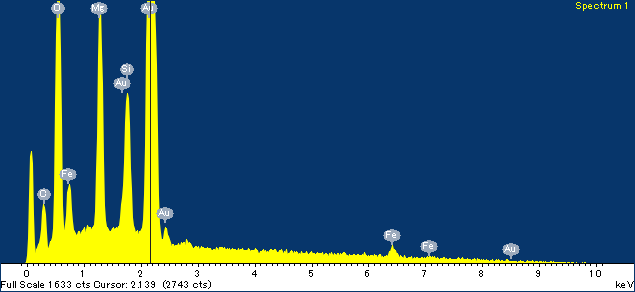 Spectrum 1
O Mg Au
Si
Au
Fe
O
Au
Fe
Fe
Au
0 1 2 3 4 5 6 7 8 9 10
Full Scale 1633 cts Cursor: 2.139 (2743 cts) keV